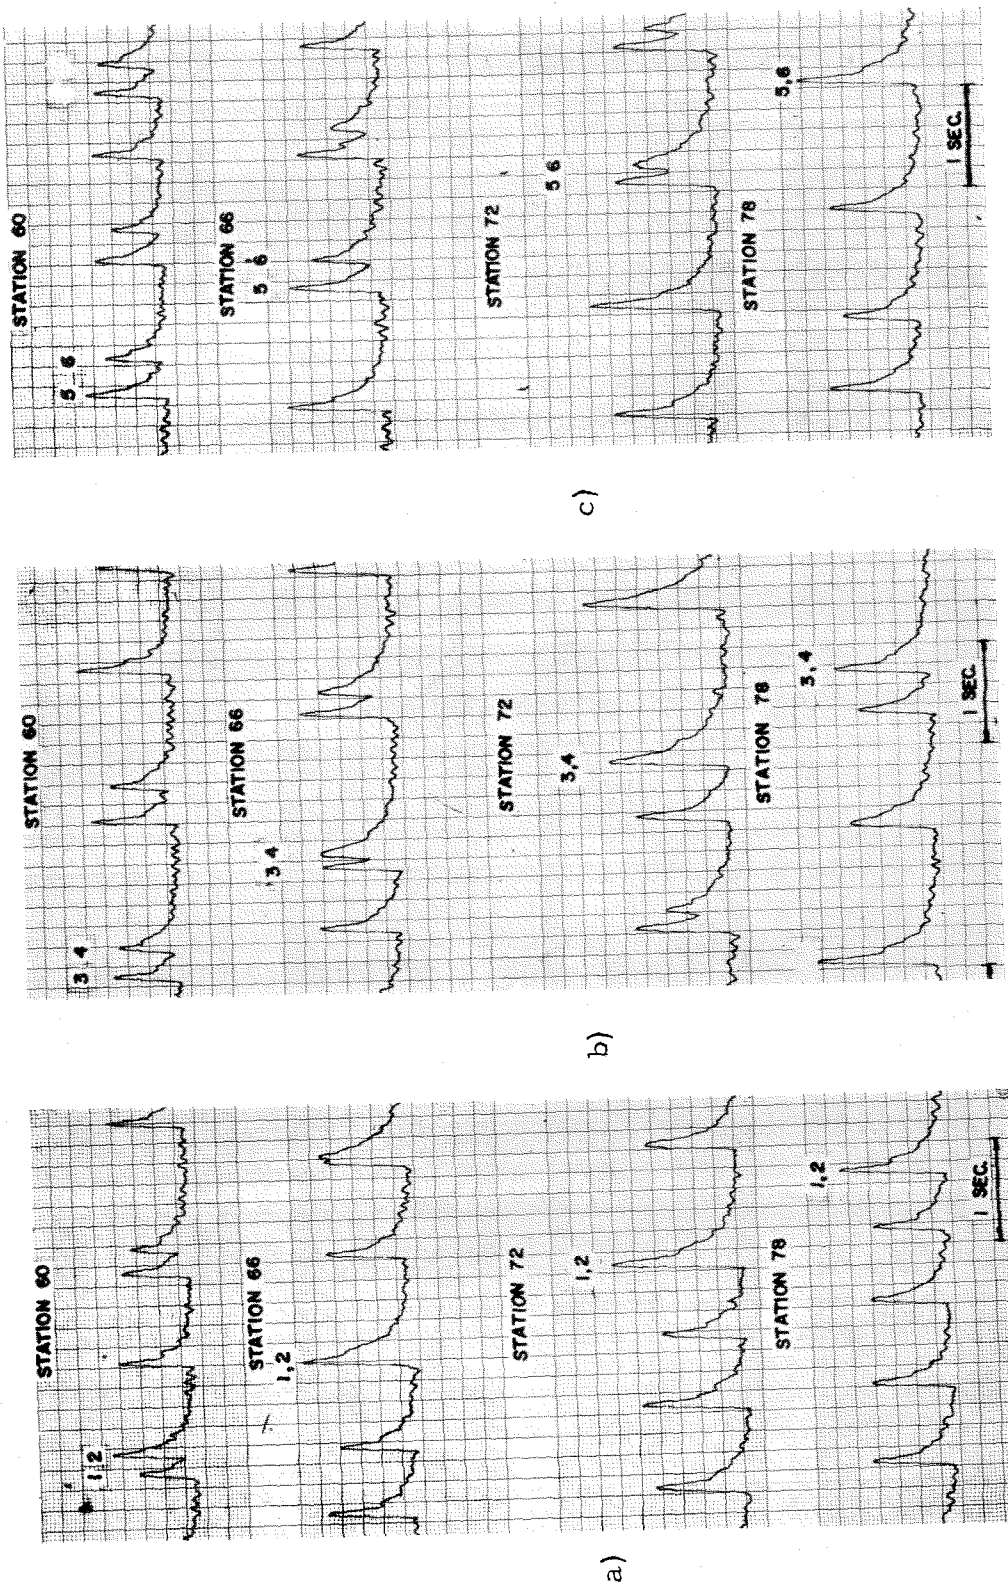 STATION 60
1,2
STATION 66
1,2
STATION 72
1,2
STATION 78
1,2
1 SEC.
a)
STATION 60
3 4
STATION 66
3 4
STATION 72
3,4
STATION 78
3,4
1 SEC.
b)
STATION 60
5 6
STATION 66
5 6
STATION 72
5 6
STATION 78
5,6
1 SEC.
c)